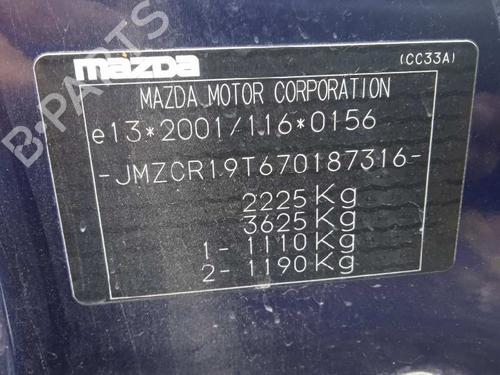 mazda (CC33A)
MAZDA MOTOR CORPORATION
e13*2001/116*0156
-JMZCR19T670187316-
2225 Kg
3625 Kg
1- 1110 Kg
2- 1190 Kg
B-PARTS